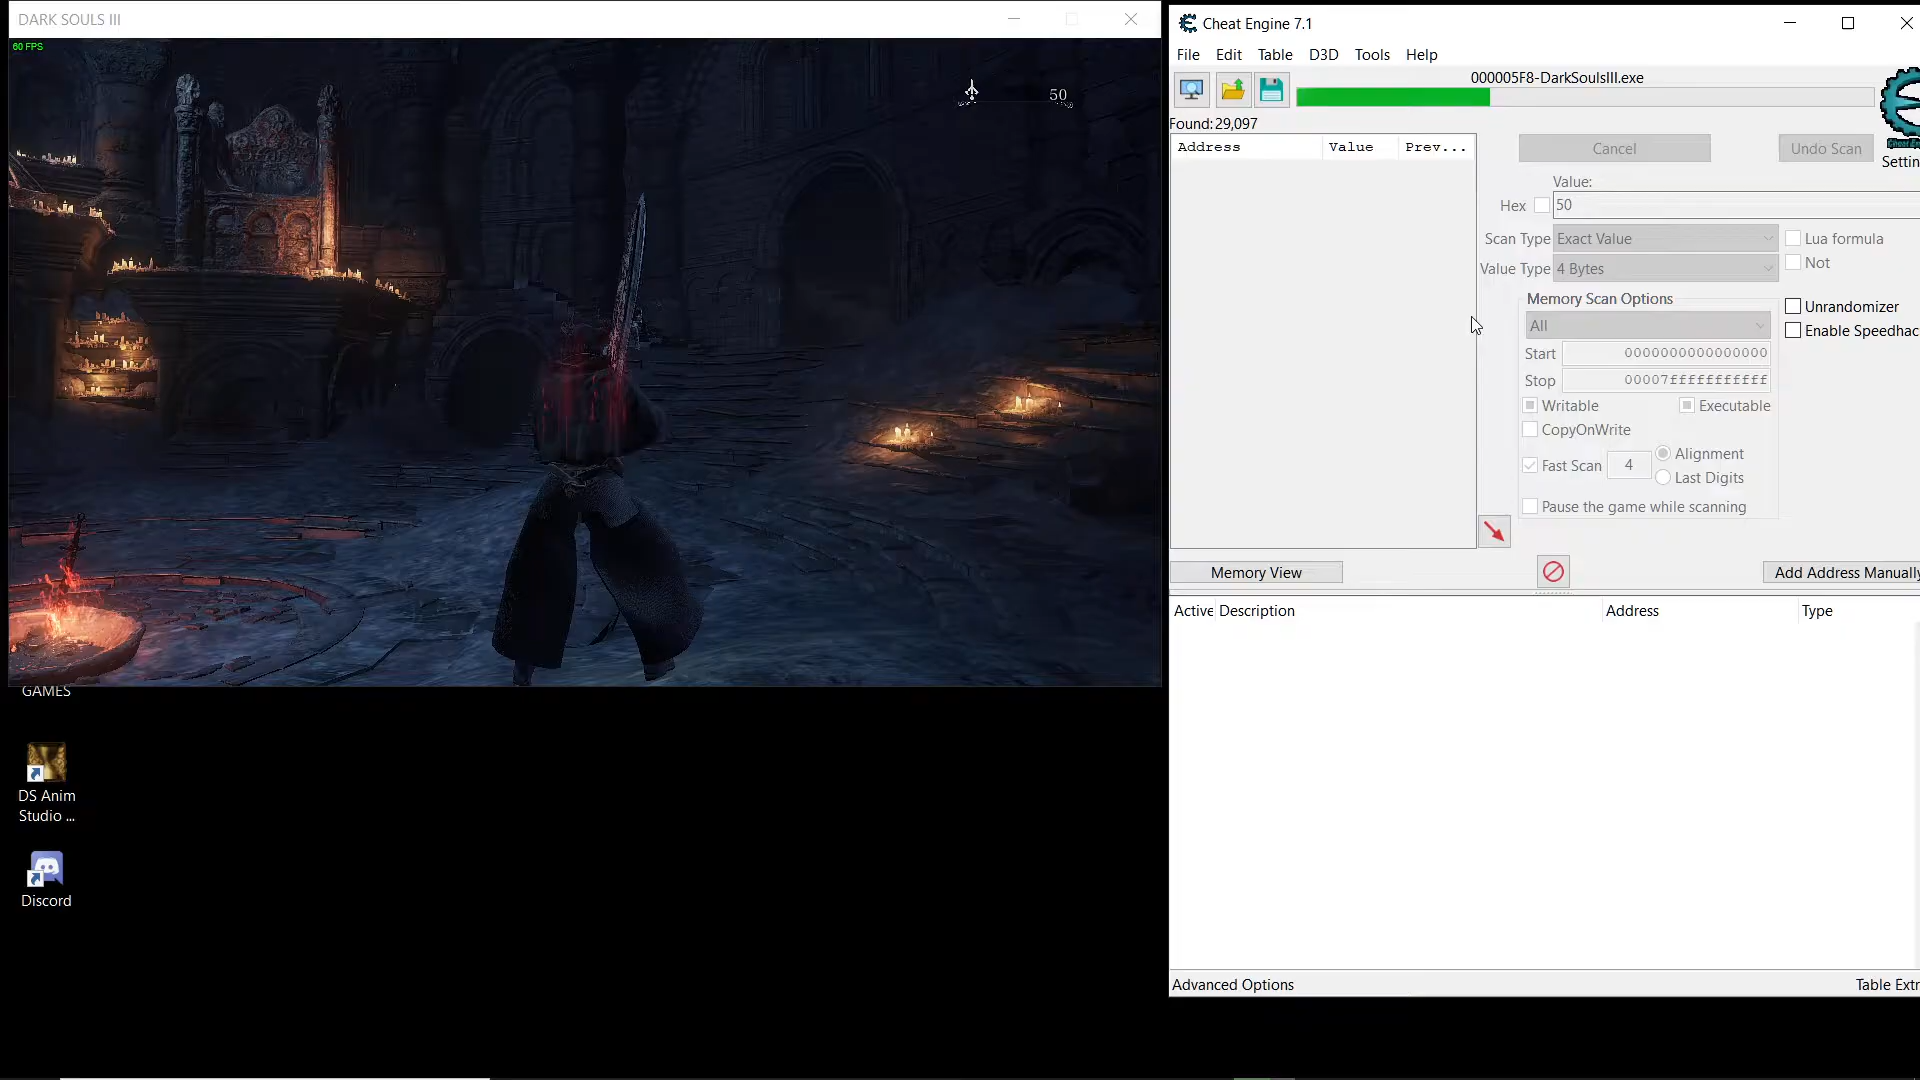 DARK SOULS III
60 FPS
50
GAMES
DS Anim
Studio ...
Discord
Cheat Engine 7.1
File Edit Table D3D Tools Help
000005F8-DarkSoulsIII.exe
Found:29,097
Address Value Prev...
Cancel Undo Scan
Settin
Value:
Hex 50
Scan Type Exact Value Lua formula
Value Type 4 Bytes Not
Memory Scan Options
All
Unrandomizer
Enable Speedhac
Start 0000000000000000
Stop 00007fffffffffff
Writable Executable
CopyOnWrite
Fast Scan 4 Alignment
Last Digits
Pause the game while scanning
Memory View Add Address Manually
Active Description Address Type
Advanced Options Table Extr